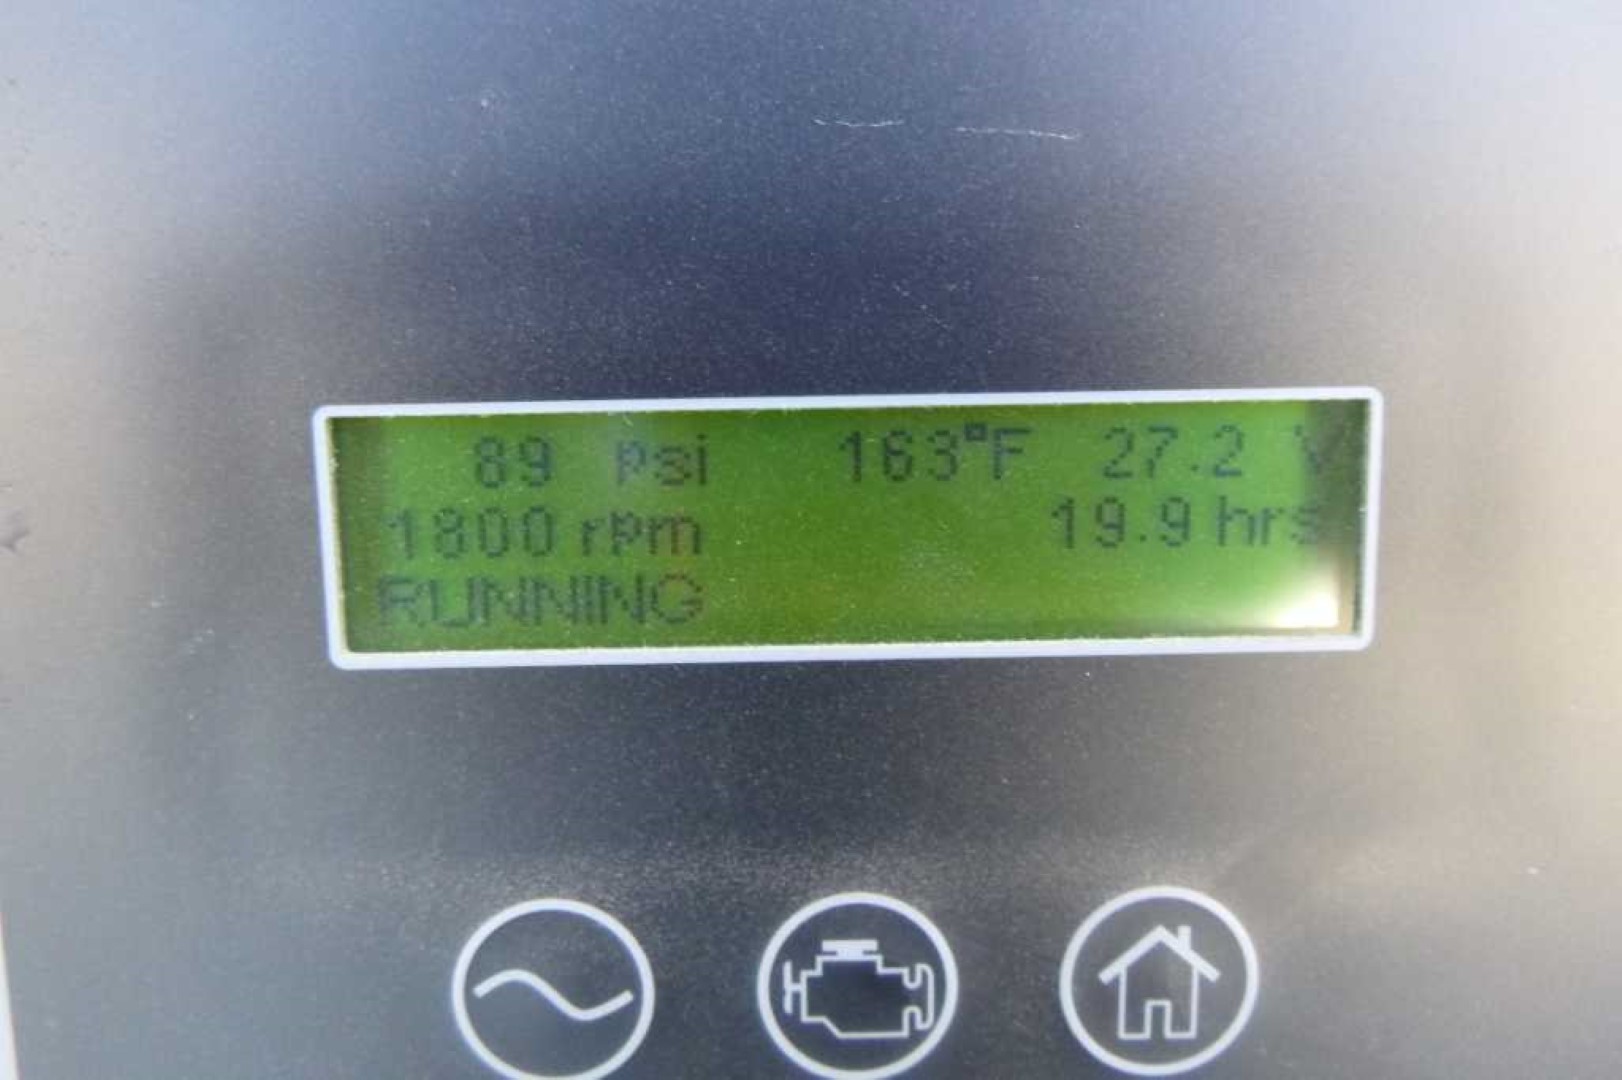 89 psi 163°F 27.2 V
1800 rpm 19.9 hrs
RUNNING